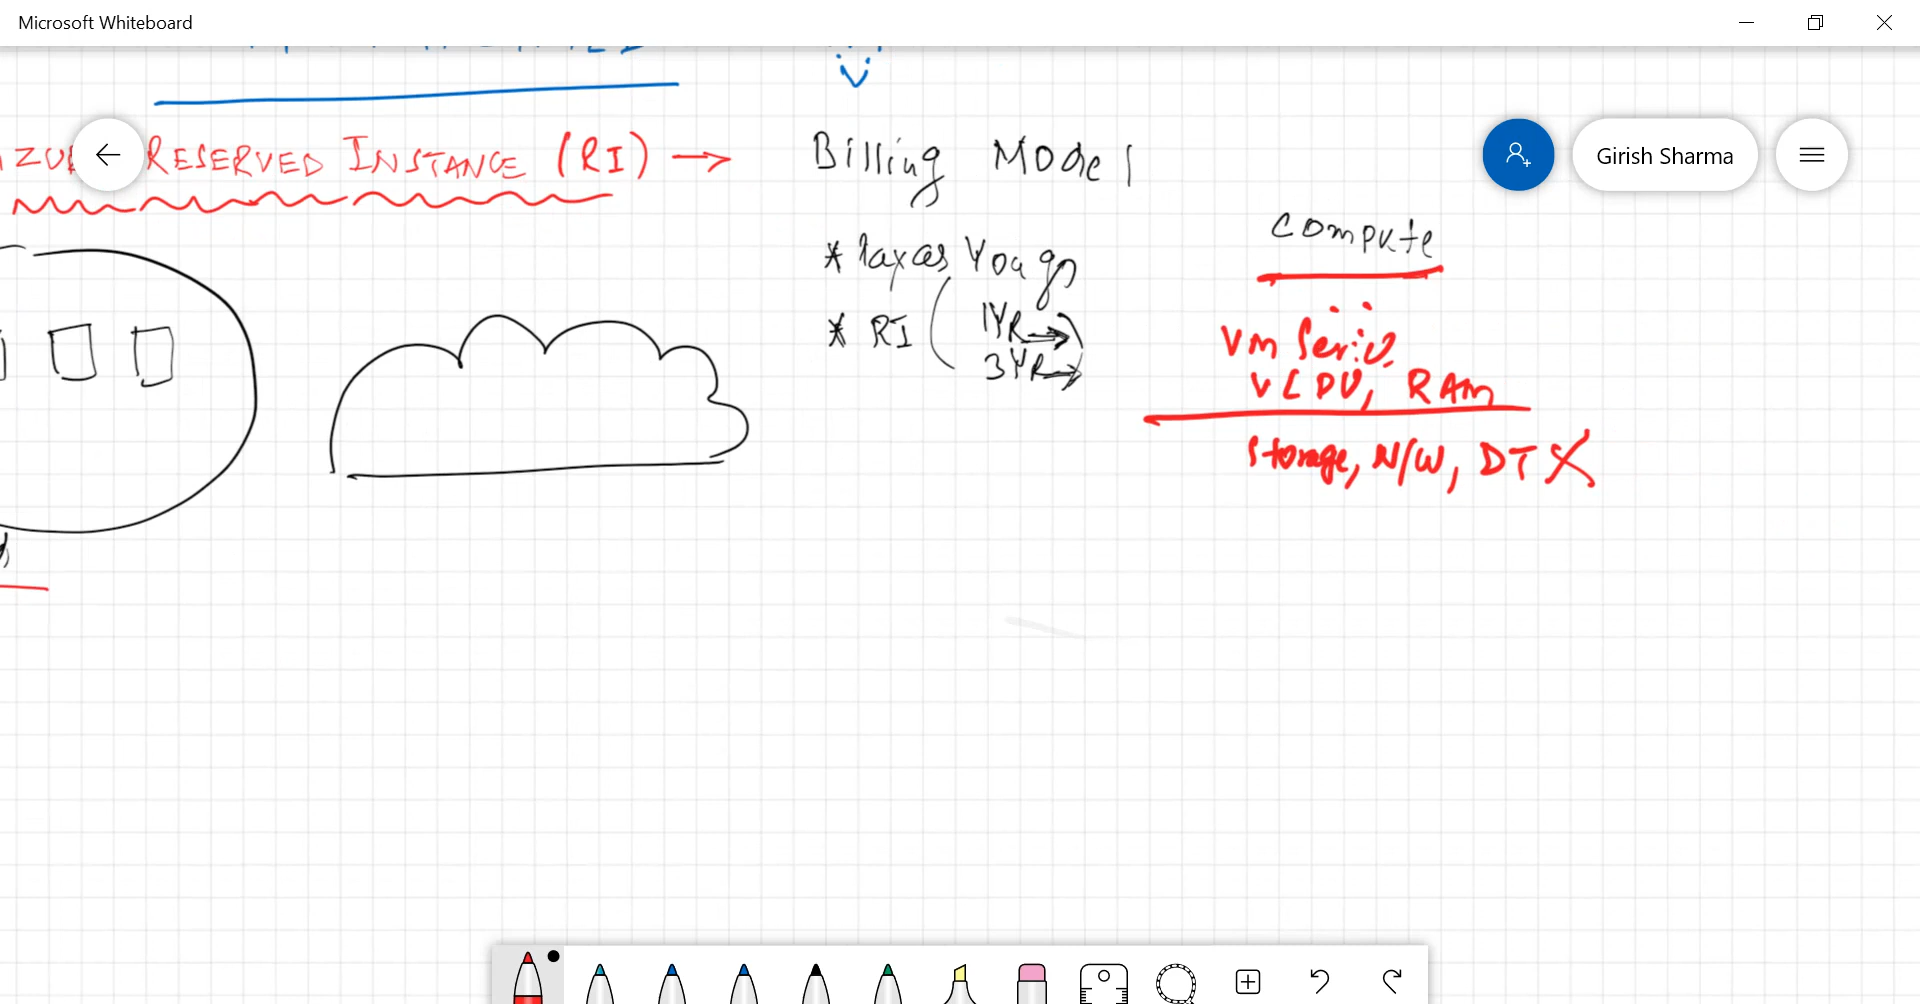 Microsoft Whiteboard
AZURE RESERVED INSTANCE (RI) → Billing Model
Girish Sharma
compute
* Pay as You go
* RI ( 1YR → )
3YR →
VM Series
VCPU, RAM
Storage, N/W, DT X